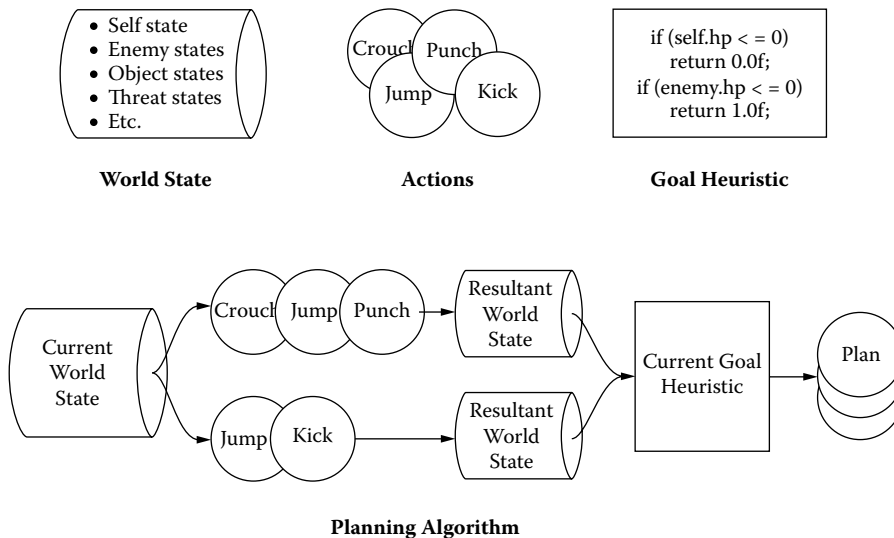 • Self state
• Enemy states
• Object states
• Threat states
• Etc.
World State
Crouch
Punch
Jump
Kick
Actions
if (self.hp < = 0)
return 0.0f;
if (enemy.hp < = 0)
return 1.0f;
Goal Heuristic
Current
World
State
Crouch
Jump
Punch
Resultant
World
State
Jump
Kick
Resultant
World
State
Current Goal
Heuristic
Plan
Planning Algorithm